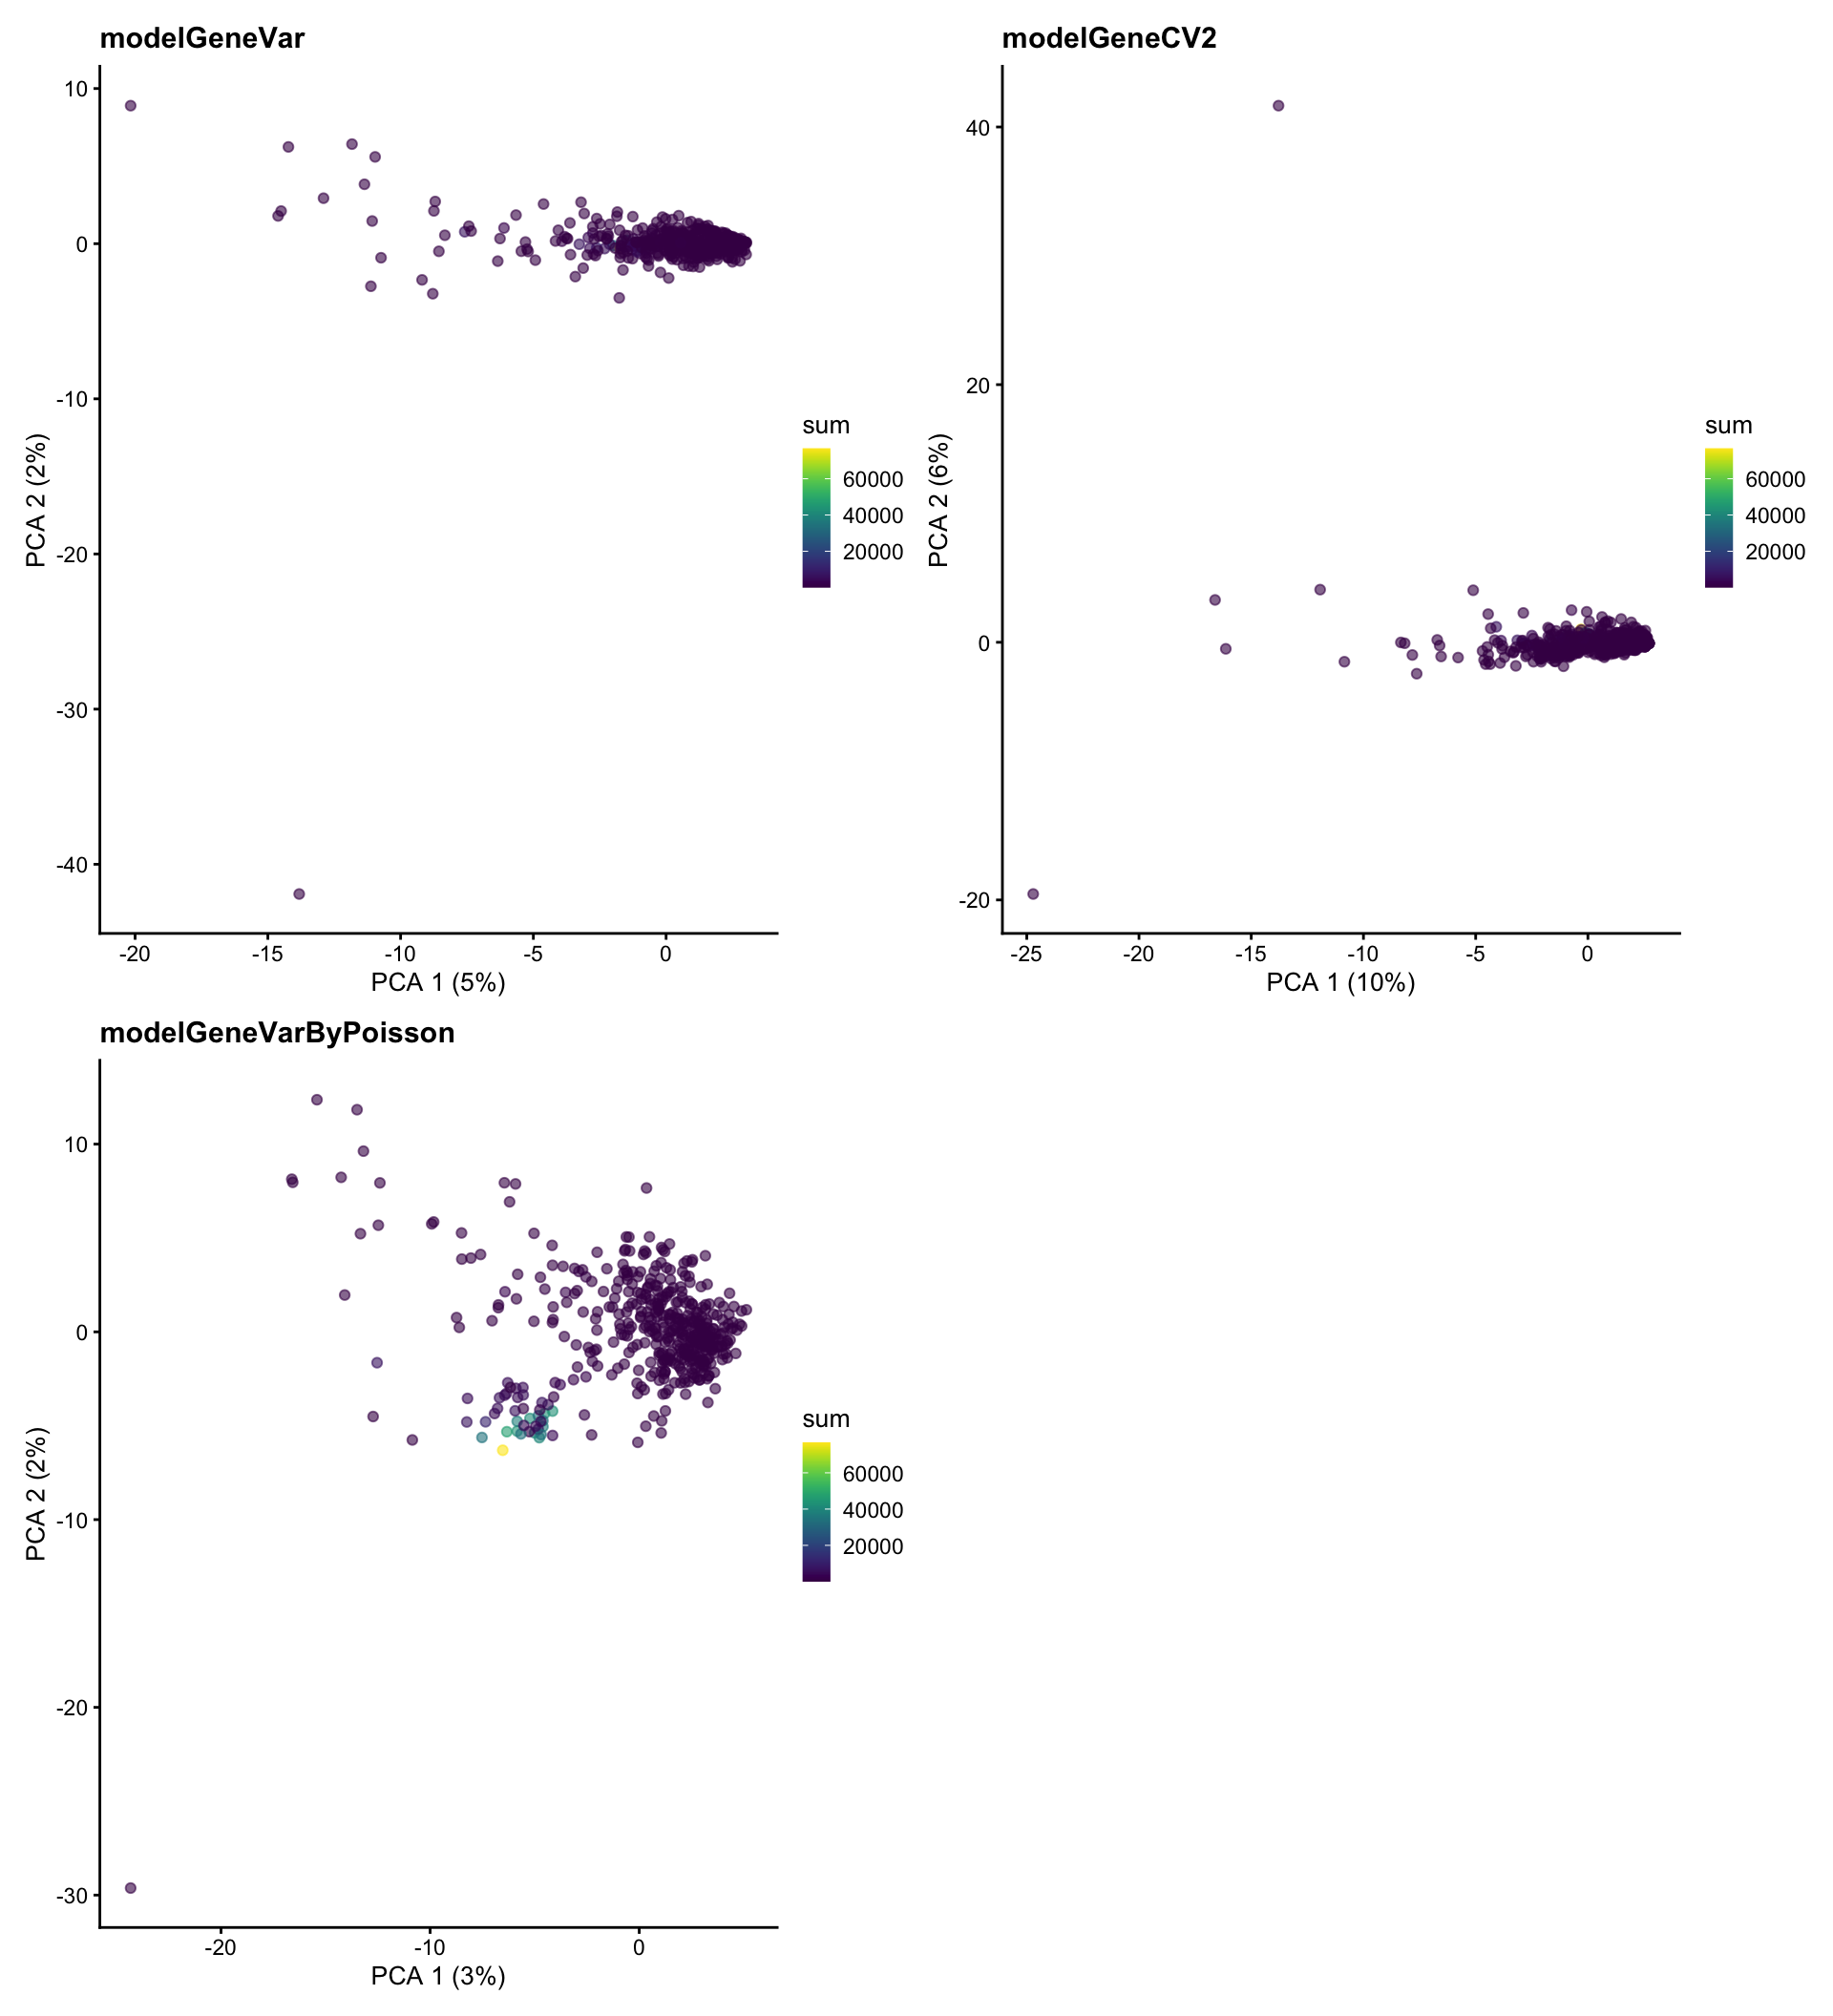 modelGeneVar
10
0
-10
-20
-30
-40
PCA 2 (2%)
-20 -15 -10 -5 0
PCA 1 (5%)
sum
60000
40000
20000
modelGeneCV2
40
20
0
-20
PCA 2 (6%)
-25 -20 -15 -10 -5 0
PCA 1 (10%)
sum
60000
40000
20000
modelGeneVarByPoisson
10
0
-10
-20
-30
PCA 2 (2%)
-20 -10 0
PCA 1 (3%)
sum
60000
40000
20000